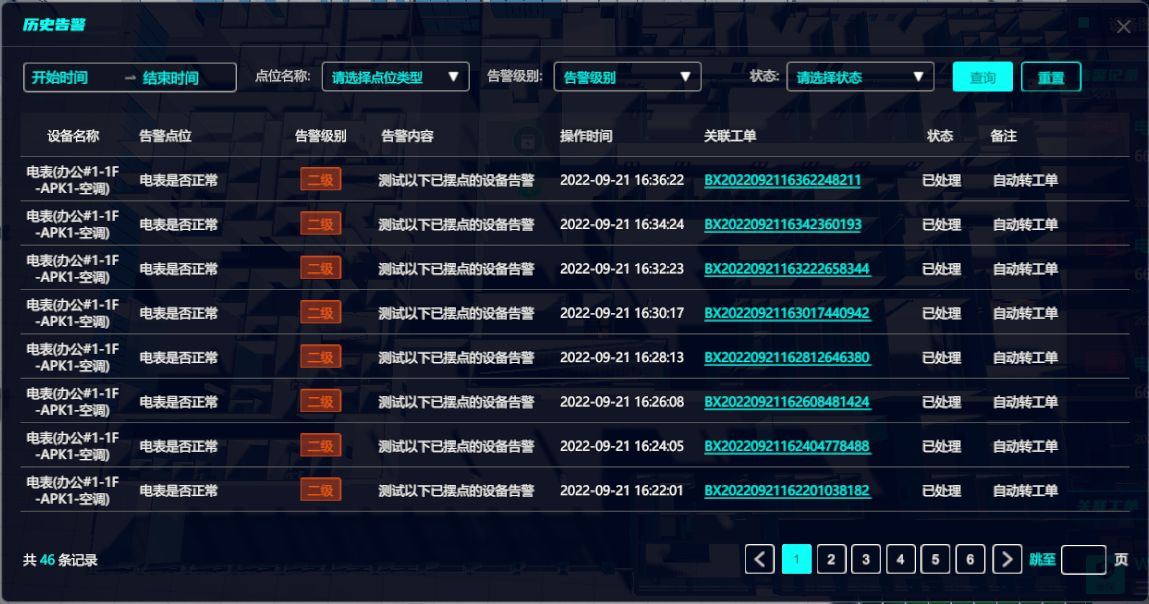 历史告警
开始时间 → 结束时间 点位名称: 请选择点位类型 ▼ 告警级别: 告警级别 ▼ 状态: 请选择状态 ▼ 查询 重置
设备名称 告警点位 告警级别 告警内容 操作时间 关联工单 状态 备注
电表(办公#1-1F
-APK1-空调) 电表是否正常 二级 测试以下已摆点的设备告警 2022-09-21 16:36:22 BX2022092116362248211 已处理 自动转工单
电表(办公#1-1F
-APK1-空调) 电表是否正常 二级 测试以下已摆点的设备告警 2022-09-21 16:34:24 BX2022092116342360193 已处理 自动转工单
电表(办公#1-1F
-APK1-空调) 电表是否正常 二级 测试以下已摆点的设备告警 2022-09-21 16:32:23 BX20220921163222658344 已处理 自动转工单
电表(办公#1-1F
-APK1-空调) 电表是否正常 二级 测试以下已摆点的设备告警 2022-09-21 16:30:17 BX20220921163017440942 已处理 自动转工单
电表(办公#1-1F
-APK1-空调) 电表是否正常 二级 测试以下已摆点的设备告警 2022-09-21 16:28:13 BX20220921162812646380 已处理 自动转工单
电表(办公#1-1F
-APK1-空调) 电表是否正常 二级 测试以下已摆点的设备告警 2022-09-21 16:26:08 BX20220921162608481424 已处理 自动转工单
电表(办公#1-1F
-APK1-空调) 电表是否正常 二级 测试以下已摆点的设备告警 2022-09-21 16:24:05 BX20220921162404778488 已处理 自动转工单
电表(办公#1-1F
-APK1-空调) 电表是否正常 二级 测试以下已摆点的设备告警 2022-09-21 16:22:01 BX20220921162201038182 已处理 自动转工单
共 46 条记录 < 1 2 3 4 5 6 > 跳至 页